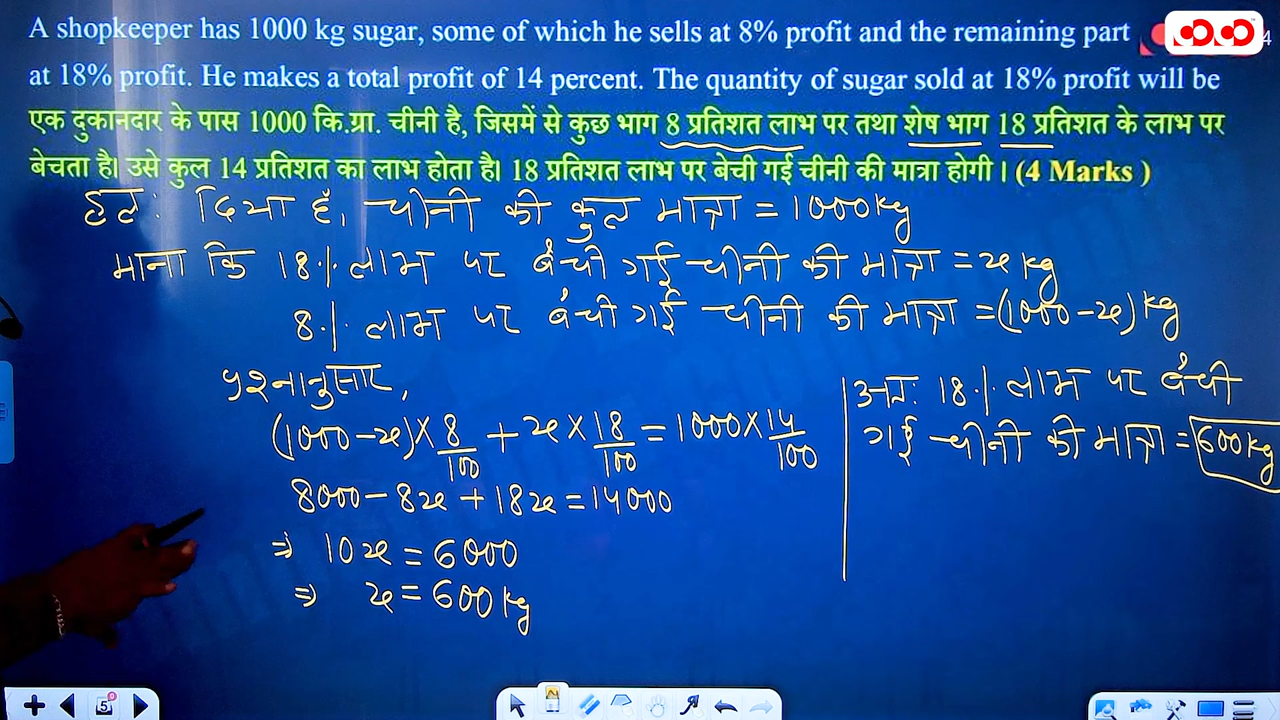 A shopkeeper has 1000 kg sugar, some of which he sells at 8% profit and the remaining part
at 18% profit. He makes a total profit of 14 percent. The quantity of sugar sold at 18% profit will be
एक दुकानदार के पास 1000 कि.ग्रा. चीनी है, जिसमें से कुछ भाग 8 प्रतिशत लाभ पर तथा शेष भाग 18 प्रतिशत के लाभ पर
बेचता है। उसे कुल 14 प्रतिशत का लाभ होता है। 18 प्रतिशत लाभ पर बेची गई चीनी की मात्रा होगी। (4 Marks )
हल: दिया है, चीनी की कुल मात्रा = 1000kg
माना कि 18% लाभ पर बेची गई चीनी की मात्रा = x kg
8% लाभ पर बेची गई चीनी की मात्रा = (1000-x) kg
प्रश्नानुसार,
(1000-x) × 8/100 + x × 18/100 = 1000 × 14/100
8000 - 8x + 18x = 14000
⇒ 10x = 6000
⇒ x = 600 kg
अतः 18% लाभ पर बेची
गई चीनी की मात्रा = 600kg
4
5